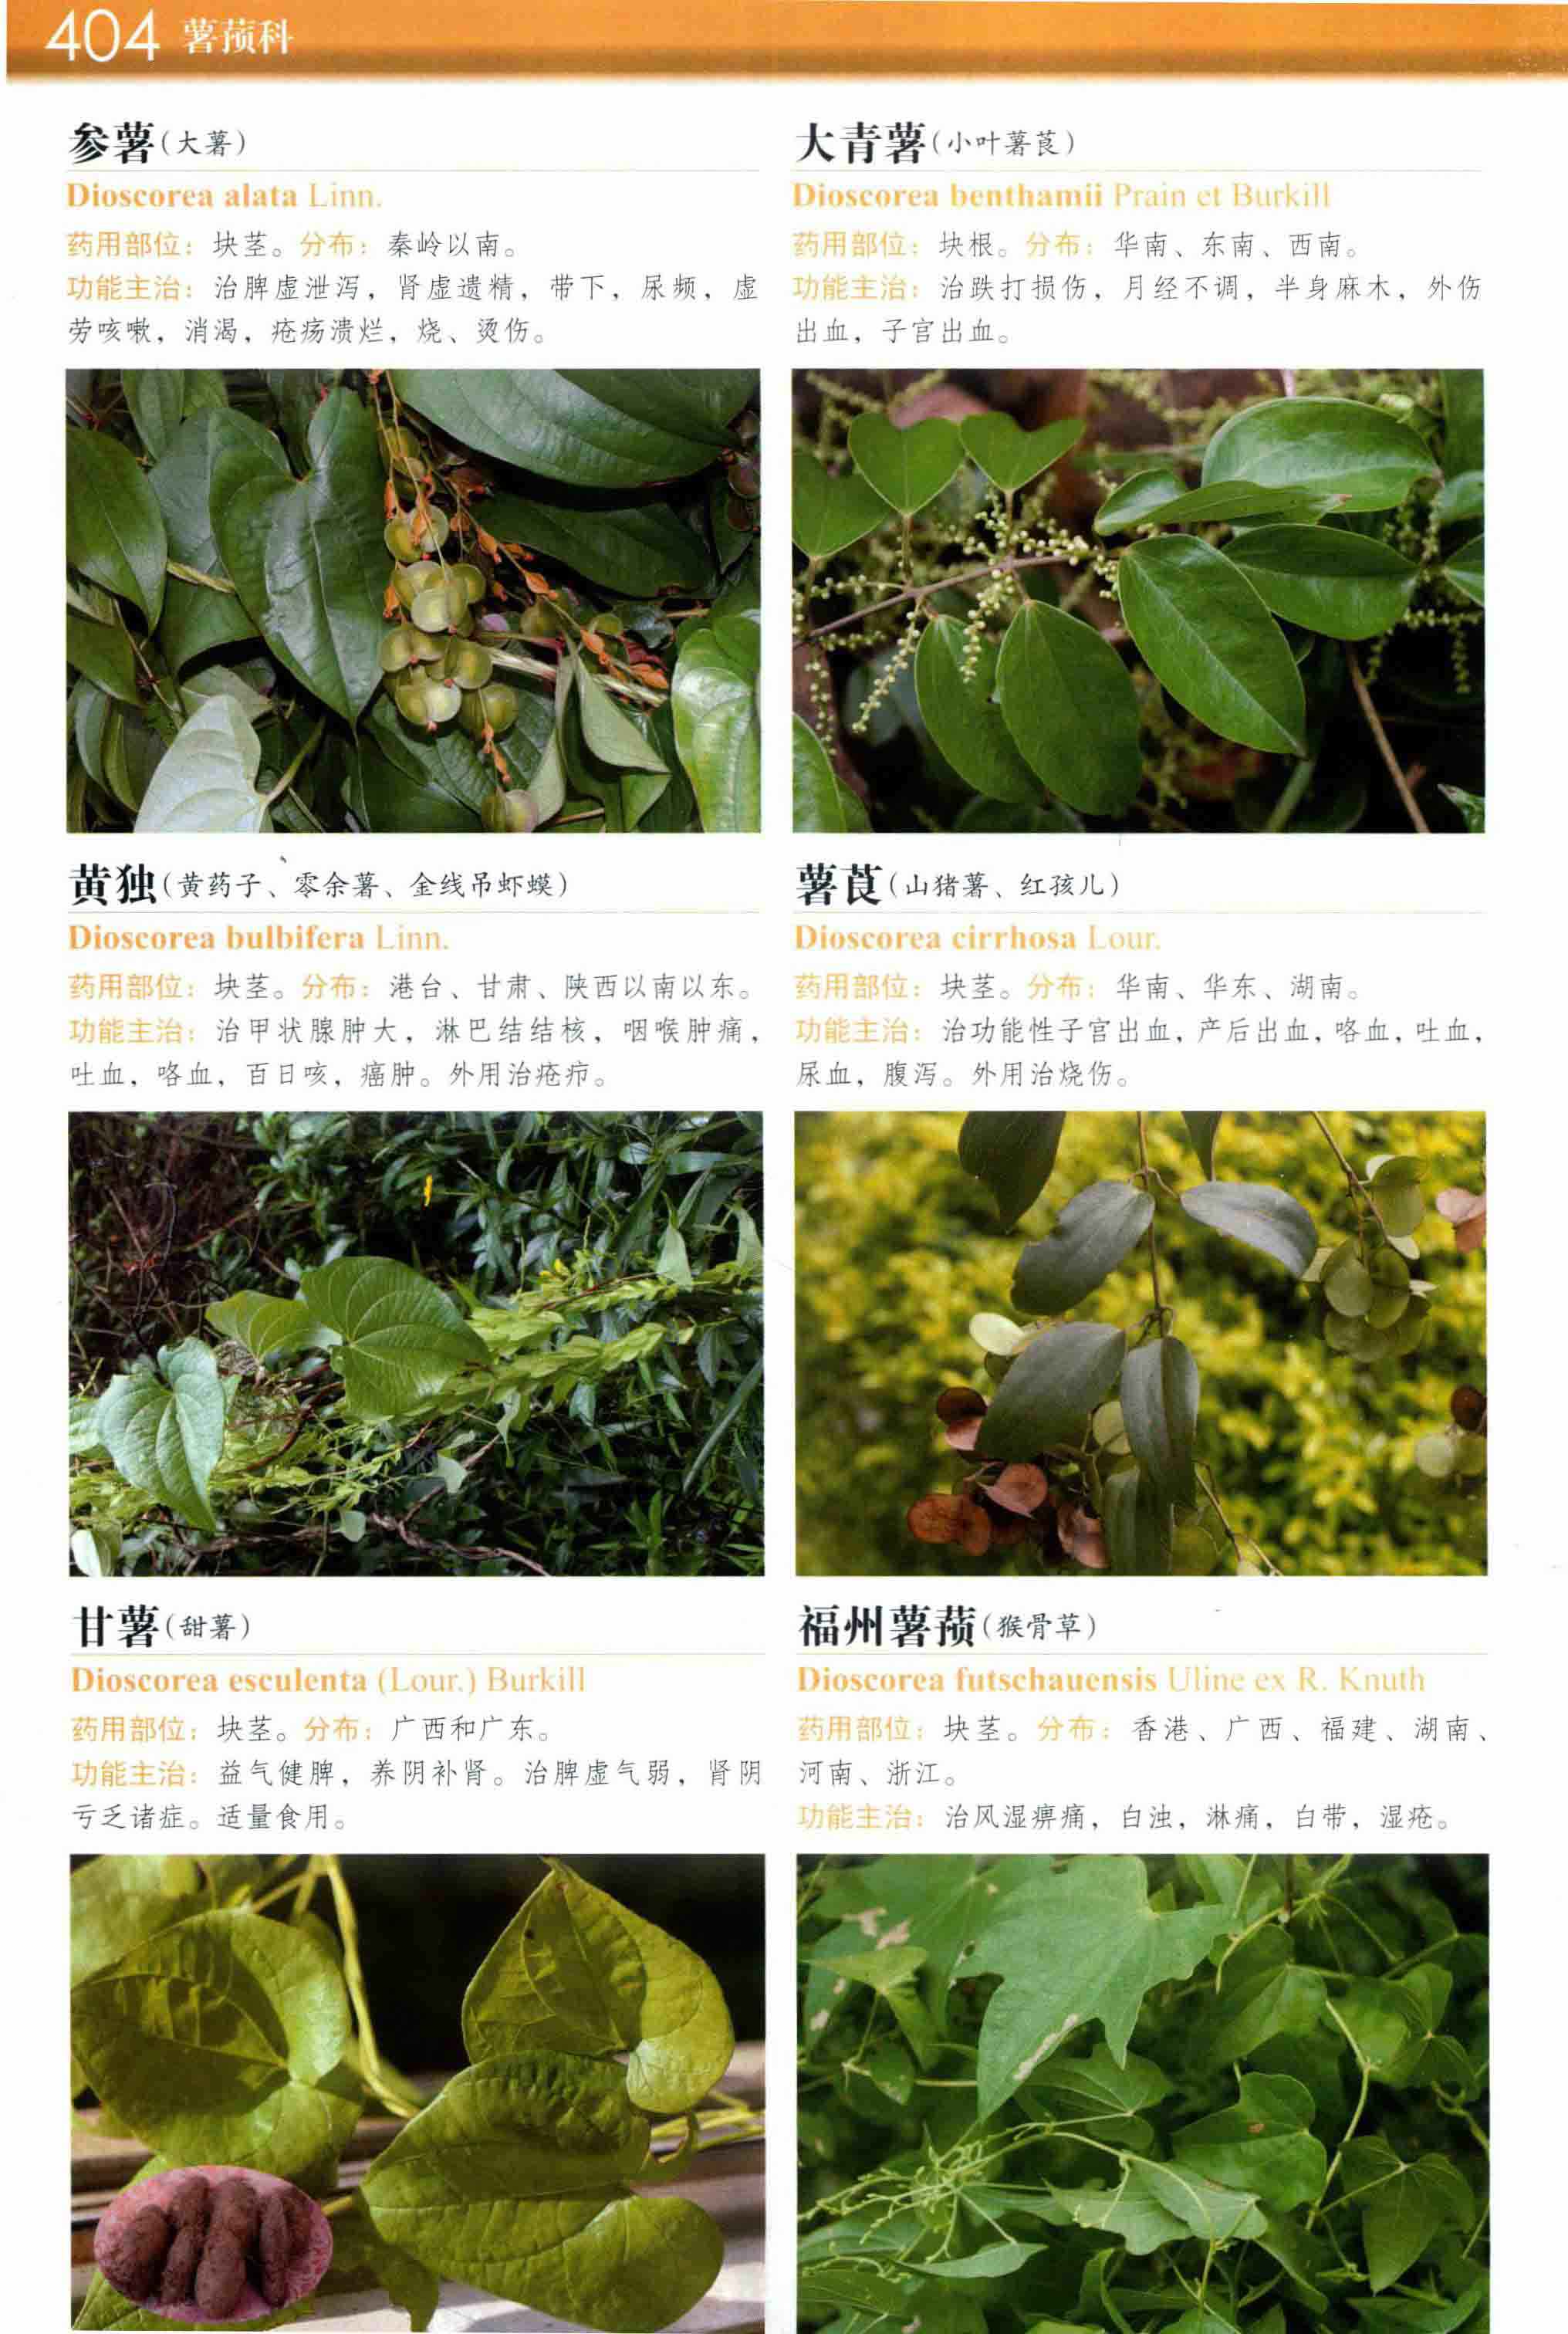 404 薯蓣科
参薯(大薯)
Dioscorea alata Linn.
药用部位：块茎。分布：秦岭以南。
功能主治：治脾虚泄泻，肾虚遗精，带下，尿频，虚
劳咳嗽，消渴，疮疡溃烂，烧、烫伤。
黄独(黄药子、零余薯、金线吊虾蟆)
Dioscorea bulbifera Linn.
药用部位：块茎。分布：港台、甘肃、陕西以南以东。
功能主治：治甲状腺肿大，淋巴结结核，咽喉肿痛，
吐血，咯血，百日咳，癌肿。外用治疮疖。
甘薯(甜薯)
Dioscorea esculenta (Lour.) Burkill
药用部位：块茎。分布：广西和广东。
功能主治：益气健脾，养阴补肾。治脾虚气弱，肾阴
亏乏诸症。适量食用。
大青薯(小叶薯莨)
Dioscorea benthamii Prain et Burkill
药用部位：块根。分布：华南、东南、西南。
功能主治：治跌打损伤，月经不调，半身麻木，外伤
出血，子宫出血。
薯莨(山猪薯、红孩儿)
Dioscorea cirrhosa Lour.
药用部位：块茎。分布：华南、华东、湖南。
功能主治：治功能性子宫出血，产后出血，咯血，吐血，
尿血，腹泻。外用治烧伤。
福州薯蓣(猴骨草)
Dioscorea futschauensis Uline ex R. Knuth
药用部位：块茎。分布：香港、广西、福建、湖南、
河南、浙江。
功能主治：治风湿痹痛，白浊，淋痛，白带，湿疮。